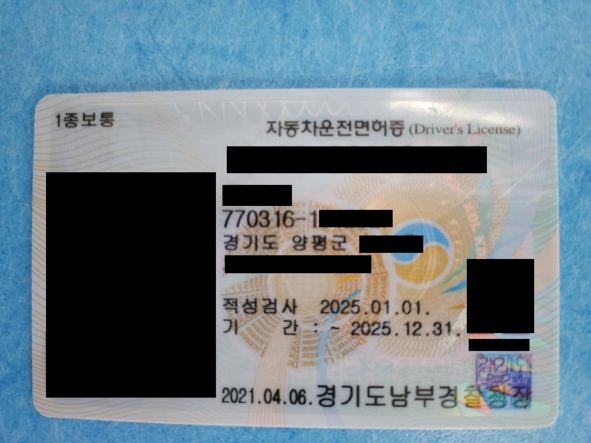 1종보통
자동차운전면허증 (Driver's License)
770316-1
경기도 양평군
적성검사 2025.01.01.
기 간 : ~ 2025.12.31.
2021.04.06. 경기도남부경찰청장